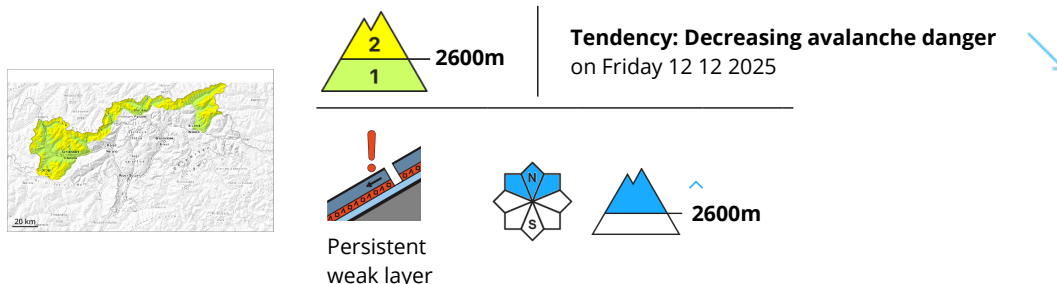 2
1
2600m
Tendency: Decreasing avalanche danger
on Friday 12 12 2025
20 km
N
S
2600m
Persistent
weak layer